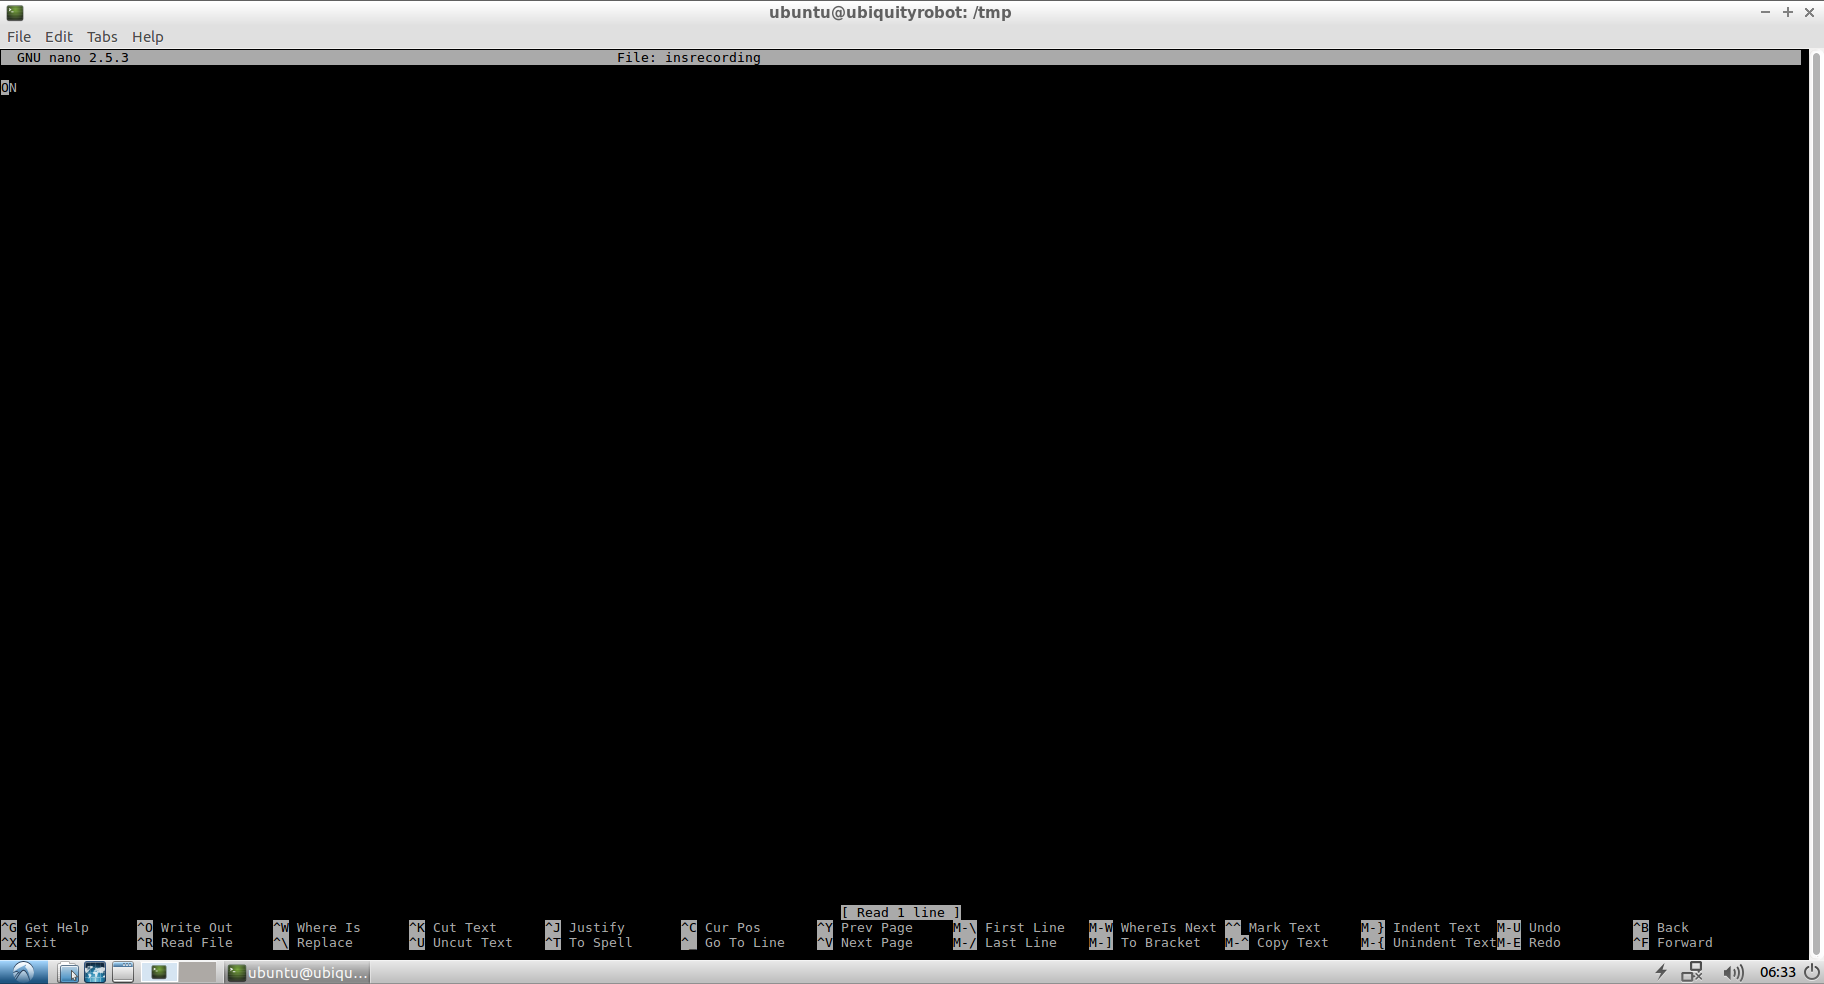 ubuntu@ubiquityrobot: /tmp
File Edit Tabs Help
GNU nano 2.5.3 File: insrecording
ON
[ Read 1 line ]
^G Get Help ^O Write Out ^W Where Is ^K Cut Text ^J Justify ^C Cur Pos ^Y Prev Page M-\ First Line M-W WhereIs Next ^^ Mark Text M-} Indent Text M-U Undo ^B Back
^X Exit ^R Read File ^\ Replace ^U Uncut Text ^T To Spell ^_ Go To Line ^V Next Page M-/ Last Line M-] To Bracket M-^ Copy Text M-{ Unindent Text M-E Redo ^F Forward
ubuntu@ubiqu... 06:33